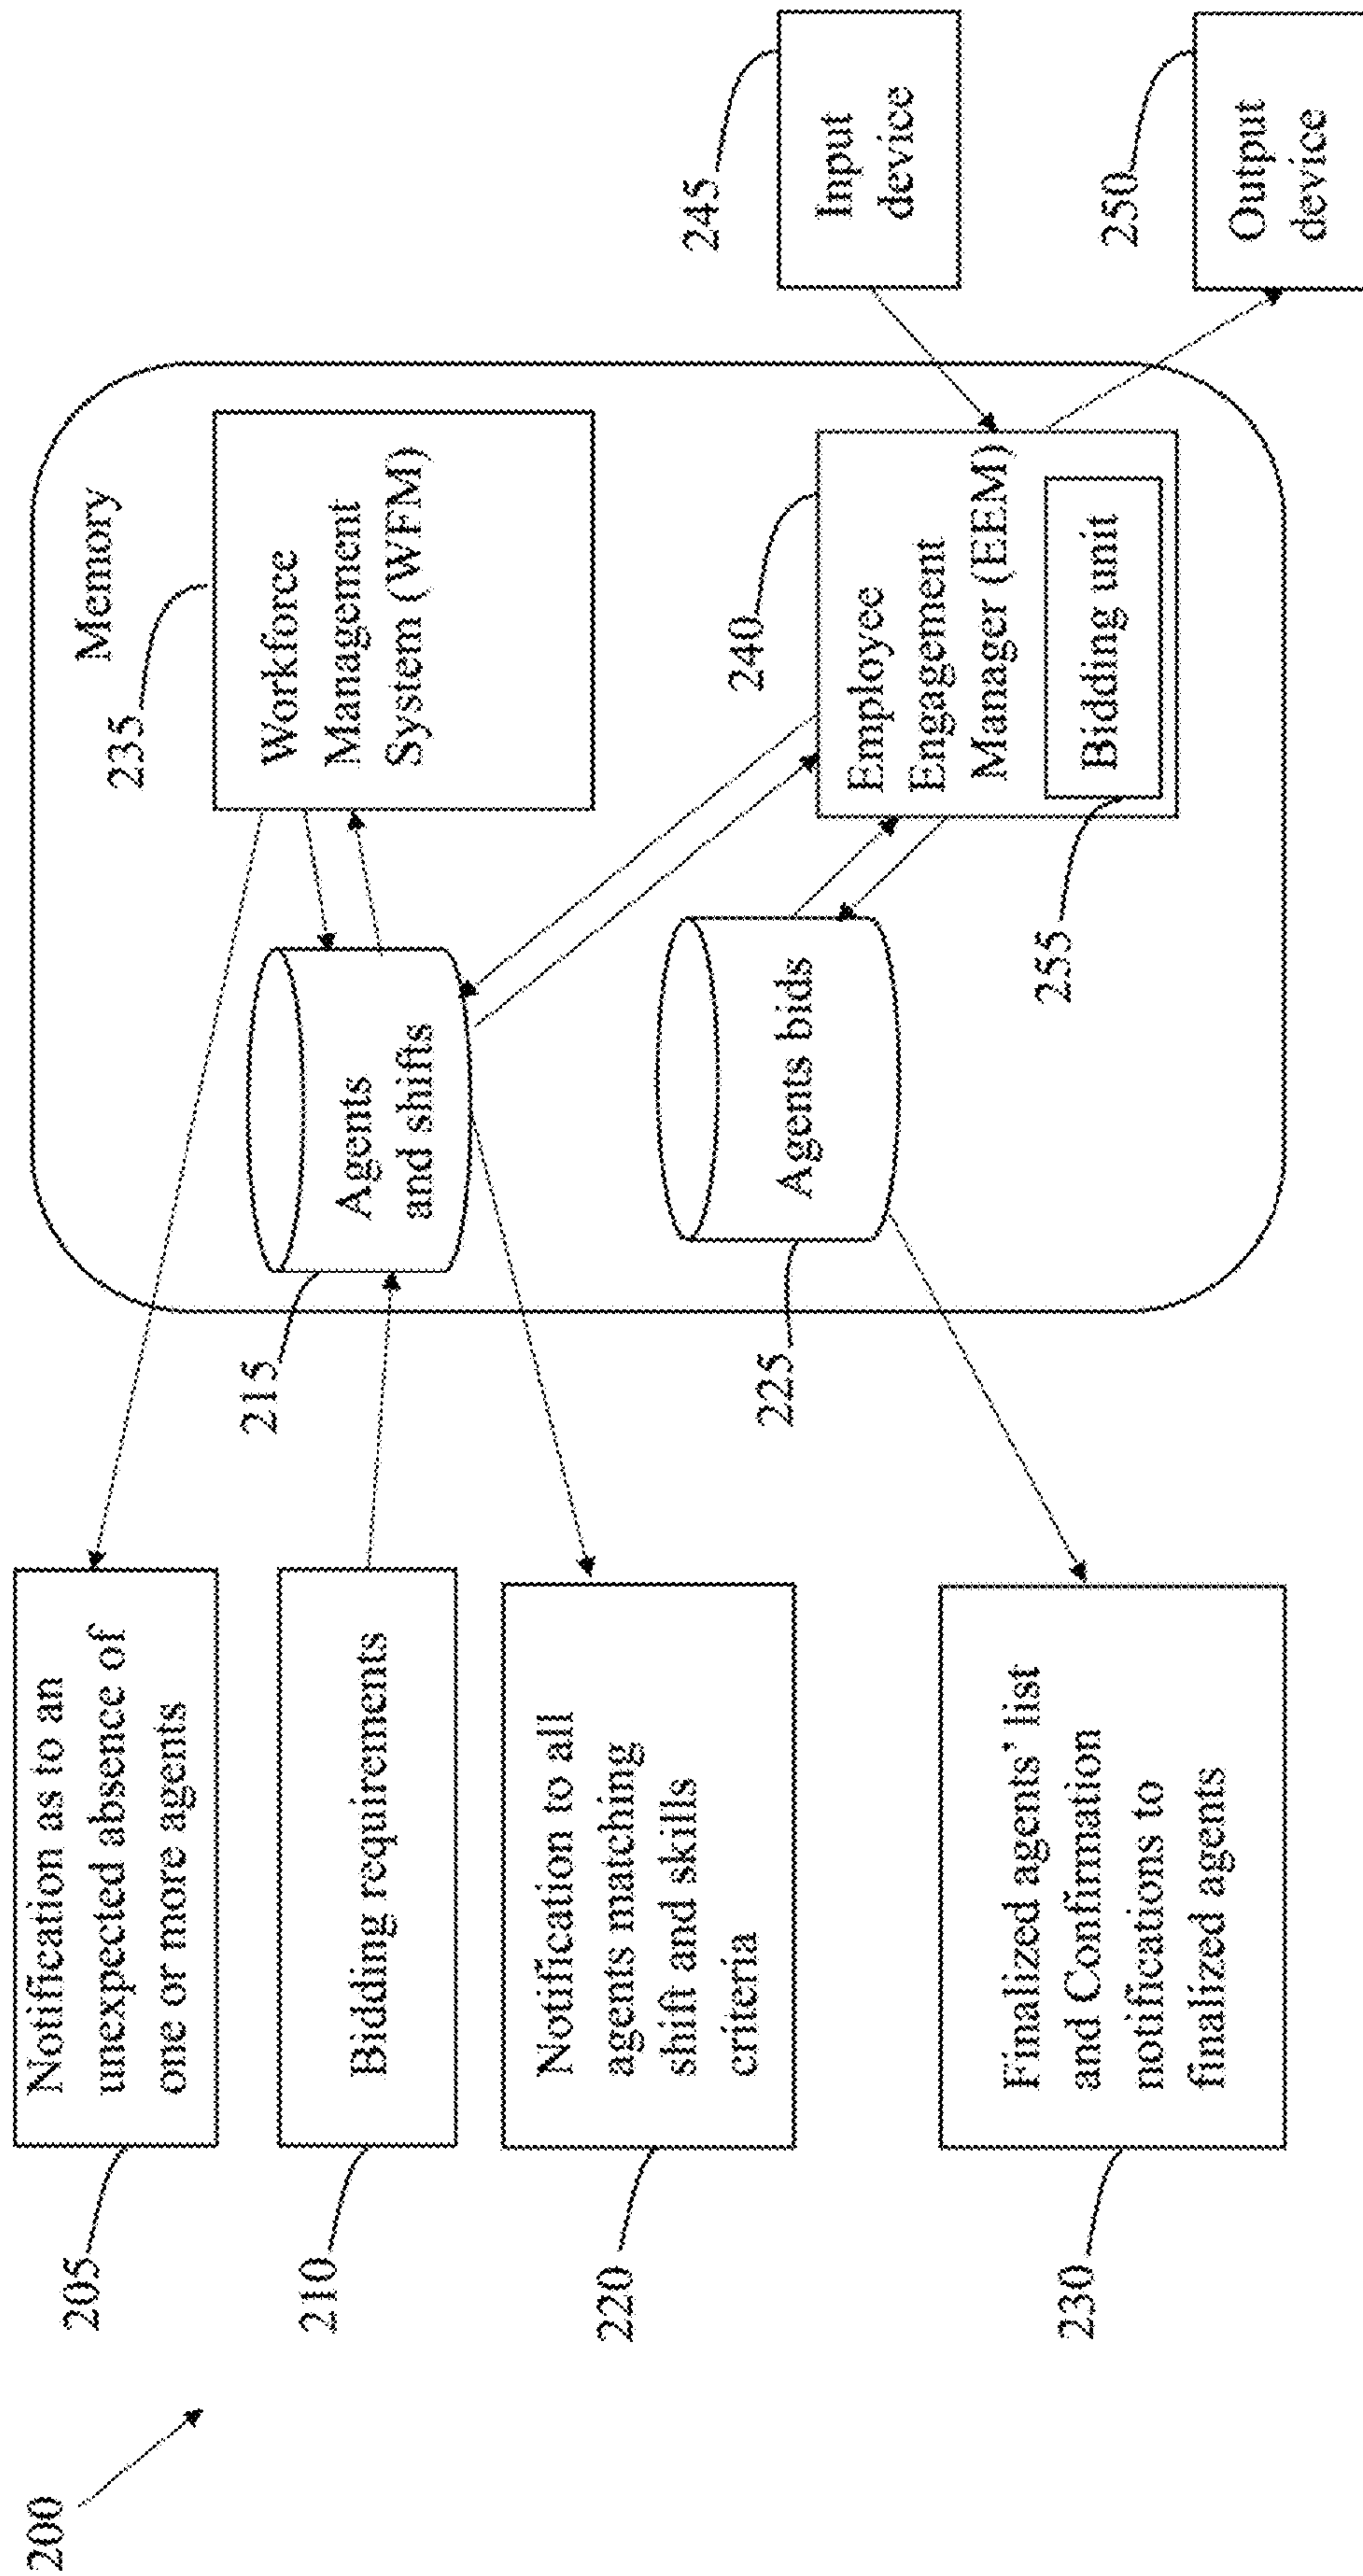 200
205
Notification as to an
unexpected absence of
one or more agents
210
Bidding requirements
220
Notification to all
agents matching
shift and skills
criteria
230
Finalized agents' list
and Confirmation
notifications to
finalized agents
Memory
215
Agents
and shifts
225
Agents bids
235
Workforce
Management
System (WFM)
240
Employee
Engagement
Manager (EEM)
255
Bidding unit
245
Input
device
250
Output
device